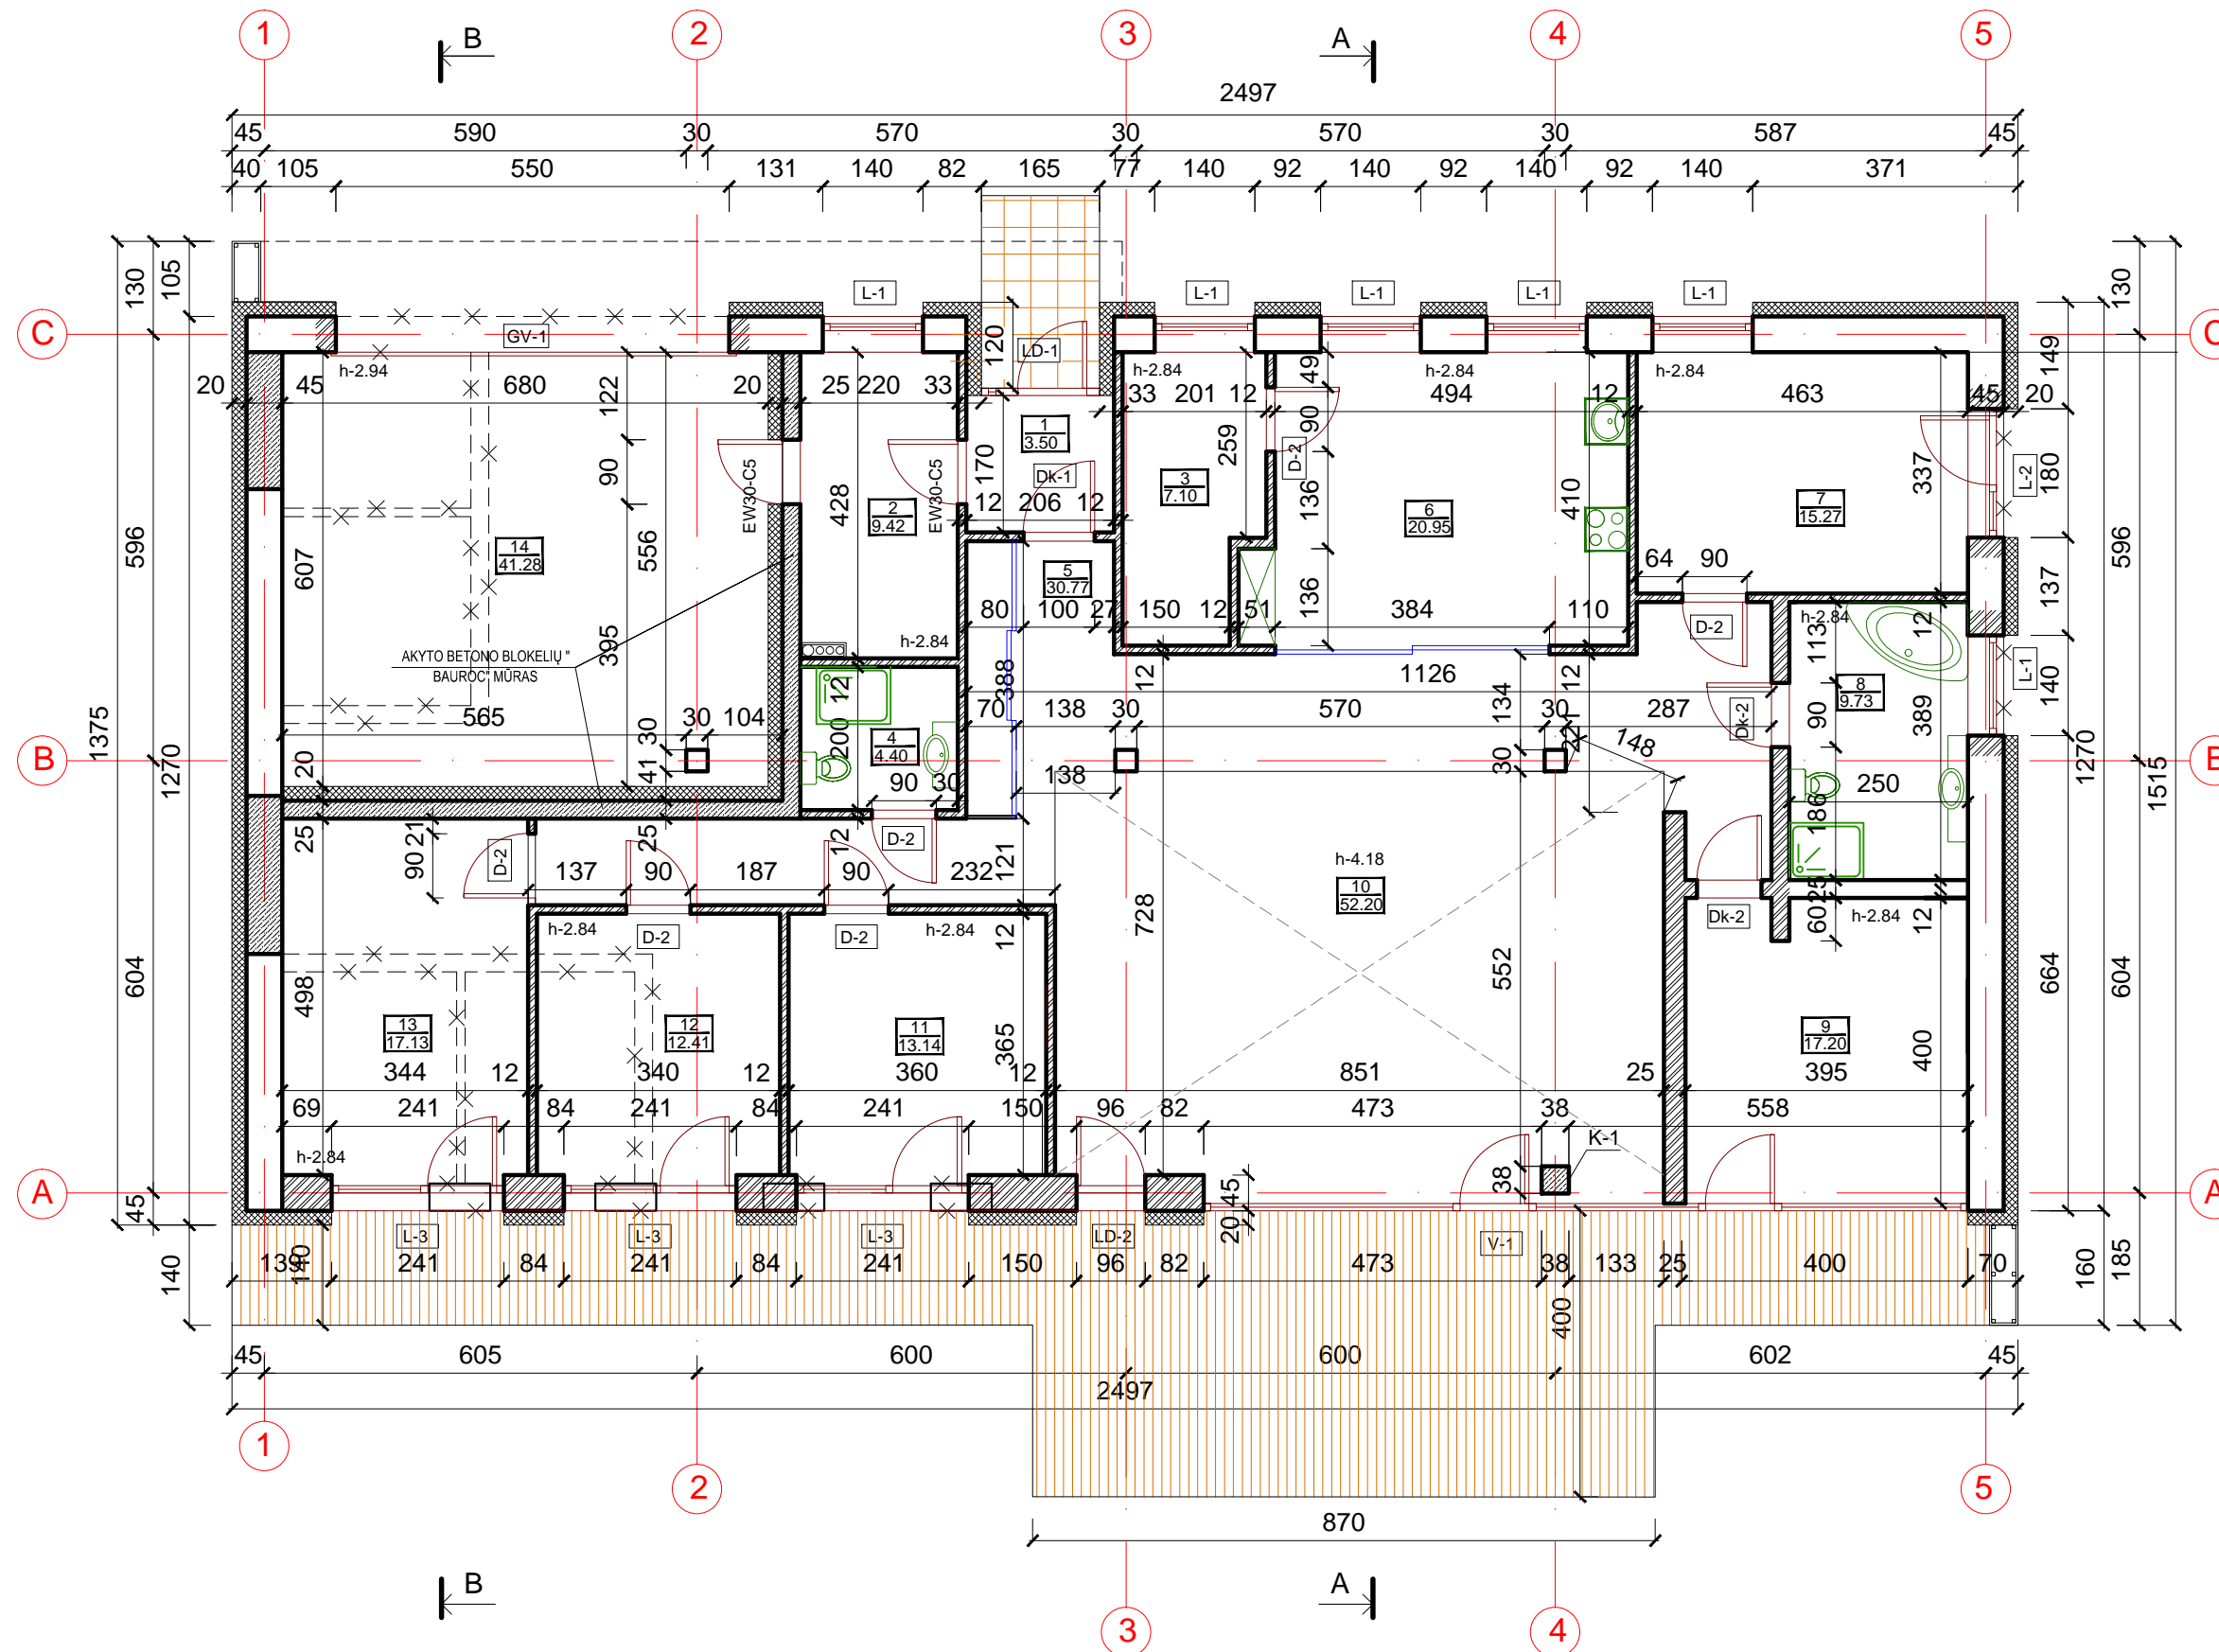 1 2 3 4 5
B A
2497
45 590 30 570 30 570 30 587 45
40 105 550 131 140 82 165 77 140 92 140 92 140 92 140 371
130 105 130
L-1 L-1 L-1 L-1 L-1
C GV-1 LD-1 C
120 149
h-2.94 h-2.84 h-2.84 h-2.84
20 45 680 20 25 220 33 33 201 12 494 12 463 45 20
122 49
1
3.50
90 170 259 90 136 D-2 337 180 L-2
EW30-C5 EW30-C5 Dk-1
12 206 12
428 410
2
9.42
3
7.10
6
20.95
7
15.27
14
41.28
596 607 556 596
5
30.77
64 90 137
80 100 27 150 12 51 136 384 110
D-2 h-2.84 12
h-2.84 395
AKYTO BETONO BLOKELIŲ "
BAUROC" MŪRAS
388 12 1126 12 113 L-1 140
8
9.73
565 30 104 70 138 30 570 30 287 134 Dk-2 90 389
1375 1270 12 200 221 148 1270 1515
4
4.40
B 20 30 41 90 30 138 30 250 B
186
25 90 21 25 12 D-2 D-2 121
137 90 187 90 232 h-4.18
10
52.20
728
h-2.84 D-2 D-2 h-2.84 12 Dk-2 60 25 h-2.84 12
604 498 552 664 604
13
17.13
12
12.41
11
13.14
9
17.20
365 400
344 12 340 12 360 12 851 25 395
69 241 84 241 84 241 150 96 82 473 38 558
h-2.84 K-1
A 38 45 A
45 20
L-3 L-3 L-3 LD-2 V-1
140 139 140 241 84 241 84 241 150 96 82 473 38 133 25 400 70 160 185
400
45 605 600 600 602 45
2497
1 2 5
870
B A
3 4